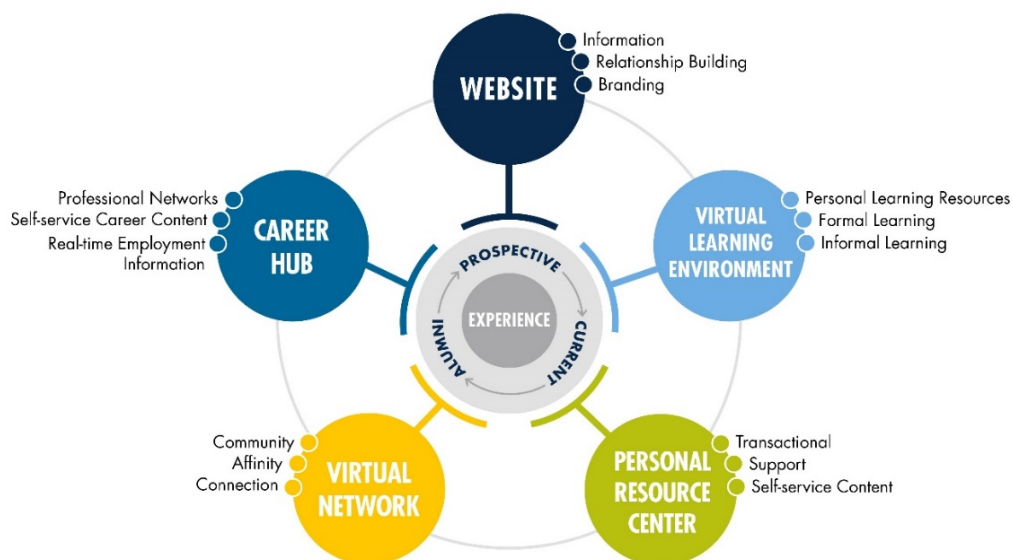 WEBSITE
Information
Relationship Building
Branding
VIRTUAL
LEARNING
ENVIRONMENT
Personal Learning Resources
Formal Learning
Informal Learning
PERSONAL
RESOURCE
CENTER
Transactional
Support
Self-service Content
VIRTUAL
NETWORK
Community
Affinity
Connection
CAREER
HUB
Professional Networks
Self-service Career Content
Real-time Employment
Information
PROSPECTIVE
CURRENT
ALUMNI
EXPERIENCE